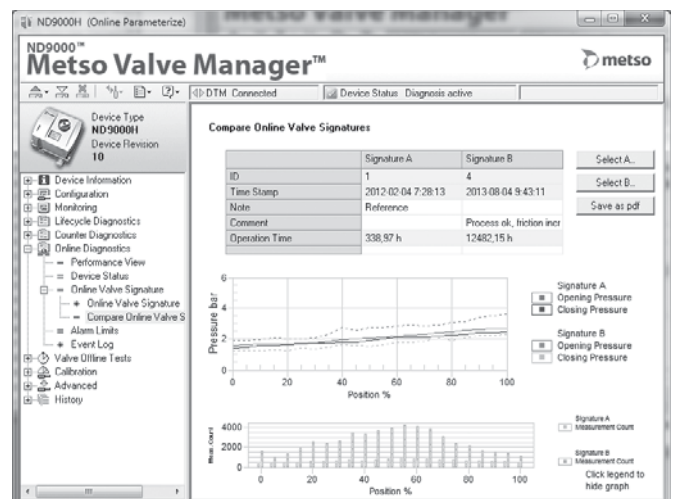 ND9000H (Online Parameterize)
ND9000™
Metso Valve Manager™
metso
DTM Connected
Device Status Diagnosis active
Device Type
ND9000H
Device Revision
10
Device Information
Configuration
Monitoring
Lifecycle Diagnostics
Counter Diagnostics
Online Diagnostics
Performance View
Device Status
Online Valve Signature
Online Valve Signature
Compare Online Valve S
Alarm Limits
Event Log
Valve Offline Tests
Calibration
Advanced
History
Compare Online Valve Signatures
Signature A Signature B
ID 1 4
Time Stamp 2012-02-04 7:28:13 2013-08-04 9:43:11
Note Reference
Comment Process ok, friction incr
Operation Time 338,97 h 12482,15 h
Select A..
Select B..
Save as pdf
Pressure bar
6
4
2
0
0 20 40 60 80 100
Position %
Signature A
Opening Pressure
Closing Pressure
Signature B
Opening Pressure
Closing Pressure
Meas. Count
4000
2000
0
0 20 40 60 80 100
Position %
Signature A
Measurement Count
Signature B
Measurement Count
Click legend to
hide graph